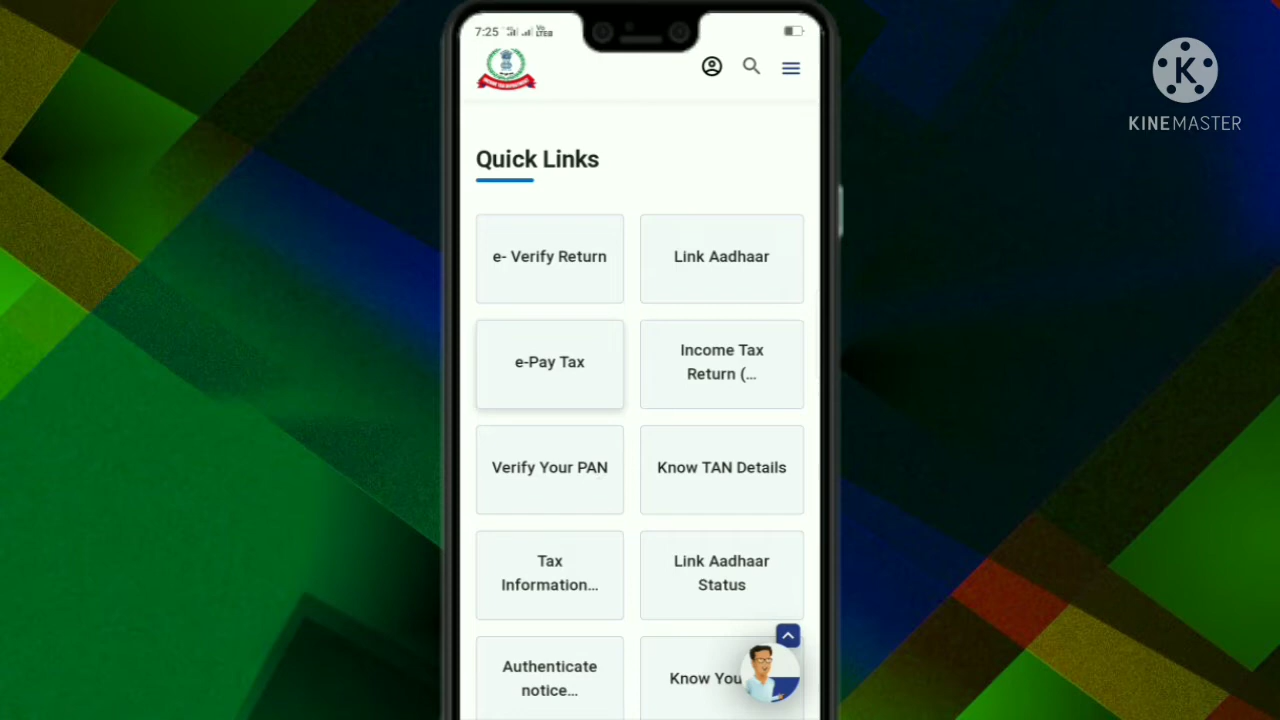 7:25
Quick Links
e- Verify Return
Link Aadhaar
e-Pay Tax
Income Tax
Return (...
Verify Your PAN
Know TAN Details
Tax
Information...
Link Aadhaar
Status
Authenticate
notice...
Know You
K
KINEMASTER